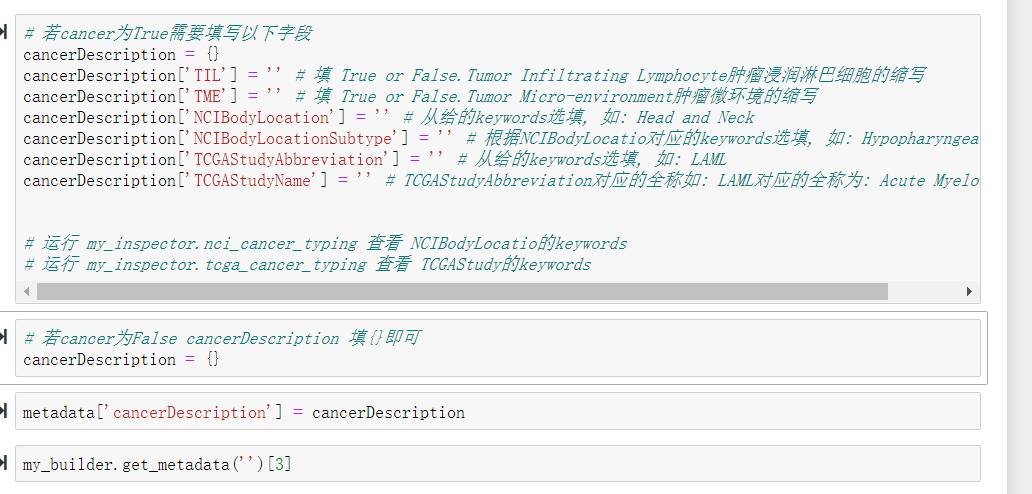 # 若cancer为True需要填写以下字段
cancerDescription = {}
cancerDescription['TIL'] = '' # 填 True or False.Tumor Infiltrating Lymphocyte肿瘤浸润淋巴细胞的缩写
cancerDescription['TME'] = '' # 填 True or False.Tumor Micro-environment肿瘤微环境的缩写
cancerDescription['NCIBodyLocation'] = '' # 从给的keywords选填, 如: Head and Neck
cancerDescription['NCIBodyLocationSubtype'] = '' # 根据NCIBodyLocatio对应的keywords选填, 如: Hypopharyngea
cancerDescription['TCGAStudyAbbreviation'] = '' # 从给的keywords选填, 如: LAML
cancerDescription['TCGAStudyName'] = '' # TCGAStudyAbbreviation对应的全称如: LAML对应的全称为: Acute Myelo
# 运行 my_inspector.nci_cancer_typing 查看 NCIBodyLocatio的keywords
# 运行 my_inspector.tcga_cancer_typing 查看 TCGAStudy的keywords
# 若cancer为False cancerDescription 填{}即可
cancerDescription = {}
metadata['cancerDescription'] = cancerDescription
my_builder.get_metadata('')[3]